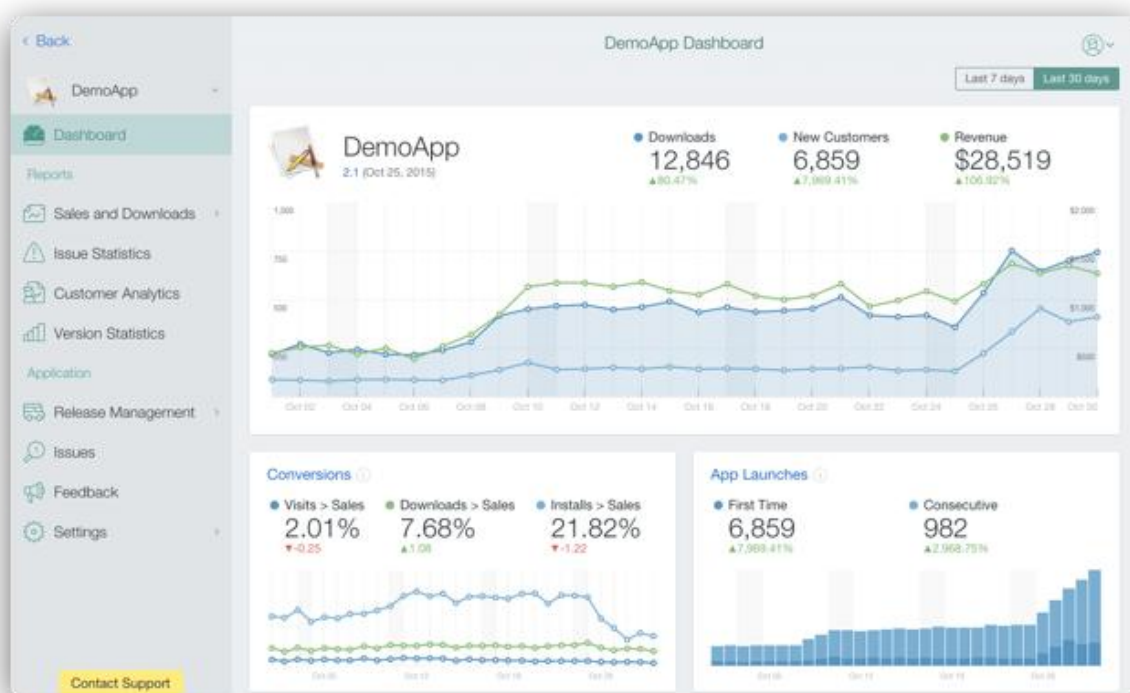 < Back
DemoApp Dashboard
DemoApp
Last 7 days
Last 30 days
Dashboard
Reports
Sales and Downloads
Issue Statistics
Customer Analytics
Version Statistics
Application
Release Management
Issues
Feedback
Settings
Contact Support
DemoApp
2.1 (Oct 25, 2015)
Downloads
12,846
▲80.47%
New Customers
6,859
▲7,969.41%
Revenue
$28,519
▲106.92%
1,000
$2,000
750
500
$1,000
$500
Oct 02 Oct 04 Oct 06 Oct 08 Oct 10 Oct 12 Oct 14 Oct 16 Oct 18 Oct 20 Oct 22 Oct 24 Oct 26 Oct 28 Oct 30
Conversions
Visits > Sales
2.01%
▼-0.25
Downloads > Sales
7.68%
▲1.08
Installs > Sales
21.82%
▼-1.22
App Launches
First Time
6,859
▲7,969.41%
Consecutive
982
▲2,968.75%